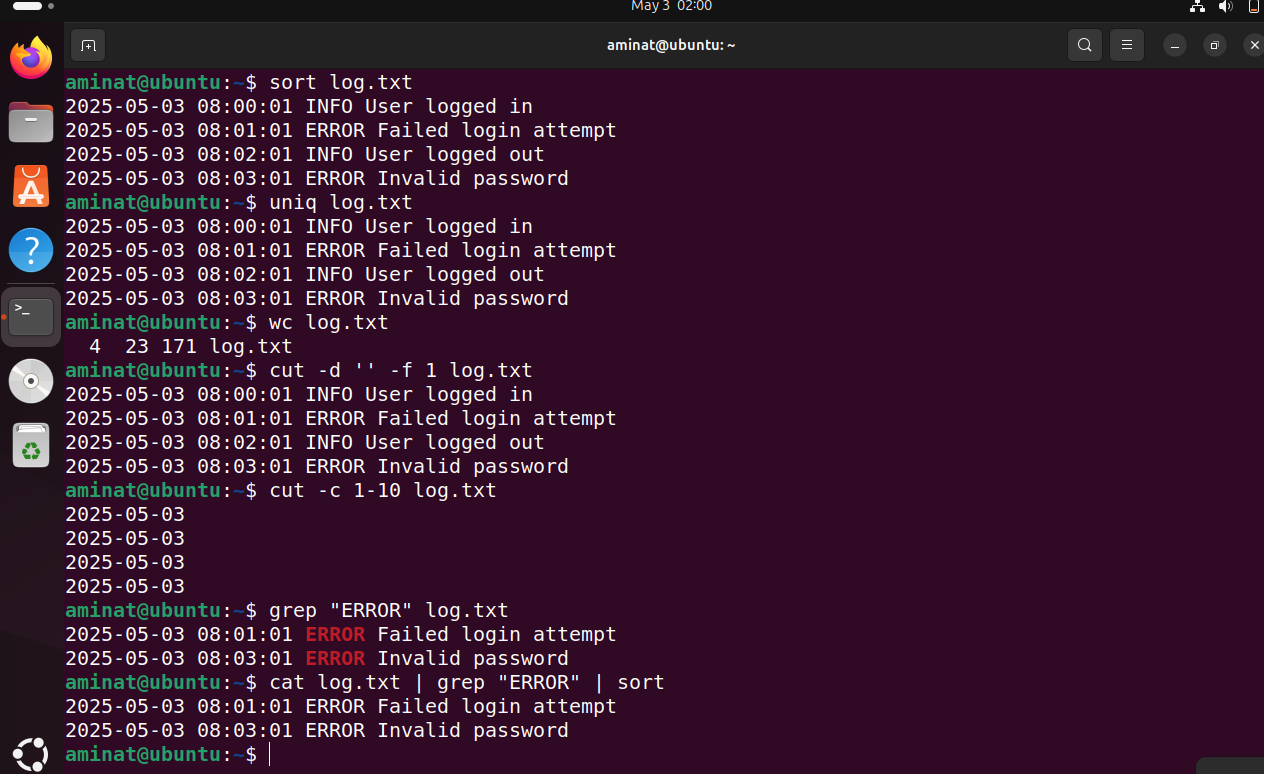 May 3 02:00
aminat@ubuntu: ~
aminat@ubuntu:~$ sort log.txt
2025-05-03 08:00:01 INFO User logged in
2025-05-03 08:01:01 ERROR Failed login attempt
2025-05-03 08:02:01 INFO User logged out
2025-05-03 08:03:01 ERROR Invalid password
aminat@ubuntu:~$ uniq log.txt
2025-05-03 08:00:01 INFO User logged in
2025-05-03 08:01:01 ERROR Failed login attempt
2025-05-03 08:02:01 INFO User logged out
2025-05-03 08:03:01 ERROR Invalid password
aminat@ubuntu:~$ wc log.txt
  4  23 171 log.txt
aminat@ubuntu:~$ cut -d '' -f 1 log.txt
2025-05-03 08:00:01 INFO User logged in
2025-05-03 08:01:01 ERROR Failed login attempt
2025-05-03 08:02:01 INFO User logged out
2025-05-03 08:03:01 ERROR Invalid password
aminat@ubuntu:~$ cut -c 1-10 log.txt
2025-05-03
2025-05-03
2025-05-03
2025-05-03
aminat@ubuntu:~$ grep "ERROR" log.txt
2025-05-03 08:01:01 ERROR Failed login attempt
2025-05-03 08:03:01 ERROR Invalid password
aminat@ubuntu:~$ cat log.txt | grep "ERROR" | sort
2025-05-03 08:01:01 ERROR Failed login attempt
2025-05-03 08:03:01 ERROR Invalid password
aminat@ubuntu:~$